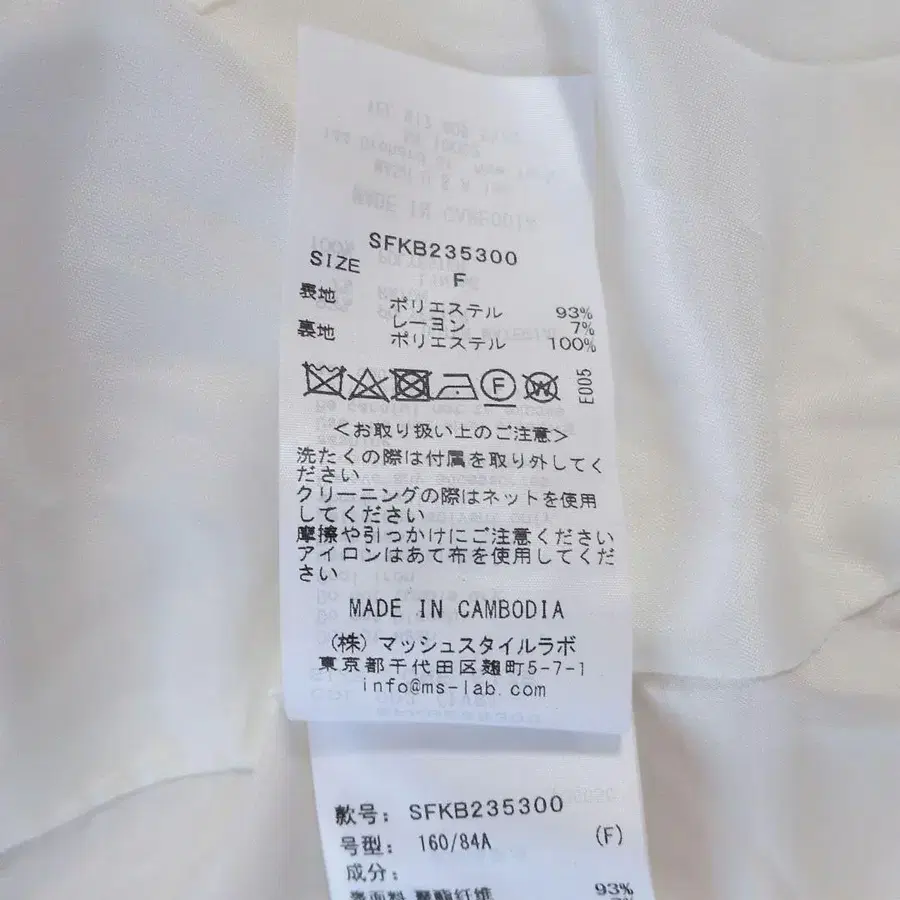 SFKB235300
SIZE F
表地 ポリエステル 93%
レーヨン 7%
裏地 ポリエステル 100%
F W E005
<お取り扱い上のご注意>
洗たくの際は付属を取り外してく
ださい
クリーニングの際はネットを使用
してください
摩擦や引っかけにご注意ください
アイロンはあて布を使用してくだ
さい
MADE IN CAMBODIA
(株) マッシュスタイルラボ
東京都千代田区麹町5-7-1
info@ms-lab.com
款号: SFKB235300
号型: 160/84A (F)
成分:
表面料 聚酯纤维 93%